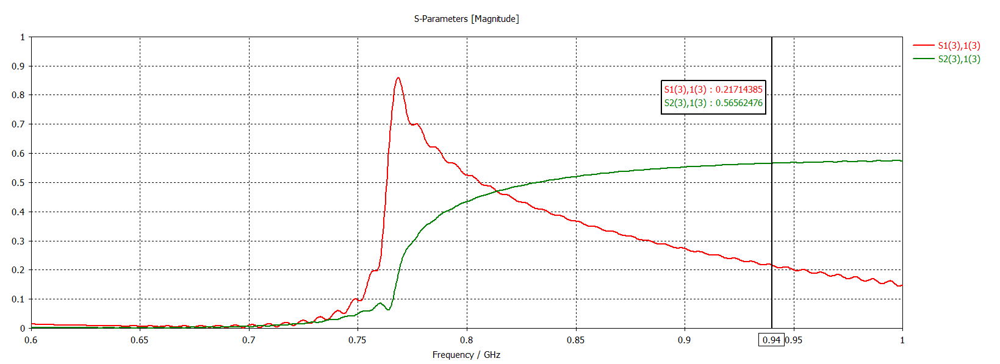 S-Parameters [Magnitude]
S1(3),1(3)
S2(3),1(3)
S1(3),1(3) : 0.21714385
S2(3),1(3) : 0.56562476
1
0.9
0.8
0.7
0.6
0.5
0.4
0.3
0.2
0.1
0
0.6 0.65 0.7 0.75 0.8 0.85 0.9 0.94 0.95 1
Frequency / GHz